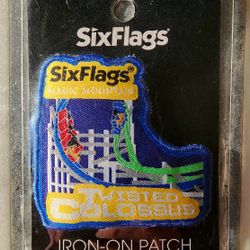 SixFlags®
SixFlags®
MAGIC MOUNTAIN
TWISTED
COLOSSUS
IRON-ON PATCH